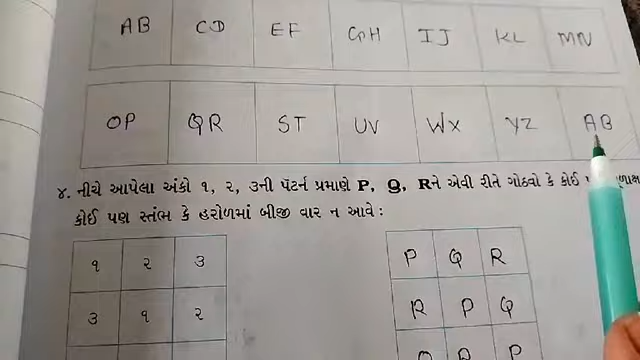 AB CD EF GH IJ KL MN
OP QR ST UV WX YZ AB
૪. નીચે આપેલા અંકો ૧, ૨, ૩ની પૅટર્ન પ્રમાણે P, Q, Rને એવી રીતે ગોઠવો કે કોઈ
કોઈ પણ સ્તંભ કે હરોળમાં બીજી વાર ન આવે :
૧ ૨ ૩ P Q R
૩ ૧ ૨ R P Q
P